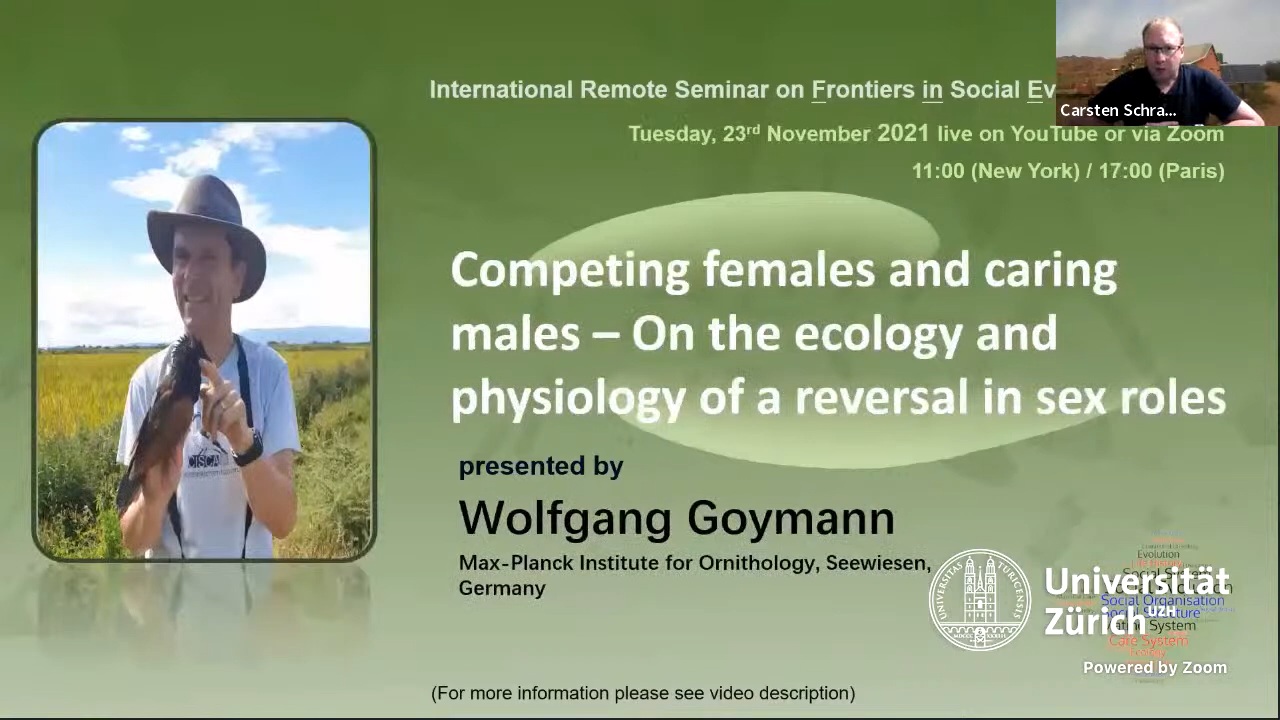 International Remote Seminar on Frontiers in Social Ev
Carsten Schra...
Tuesday, 23rd November 2021 live on YouTube or via Zoom
11:00 (New York) / 17:00 (Paris)
Competing females and caring
males – On the ecology and
physiology of a reversal in sex roles
presented by
Wolfgang Goymann
Max-Planck Institute for Ornithology, Seewiesen,
Germany
Universität
Zürich UZH
Evolution
Social Organisation
Social Structure
System
Care System
Ecology
Powered by Zoom
(For more information please see video description)